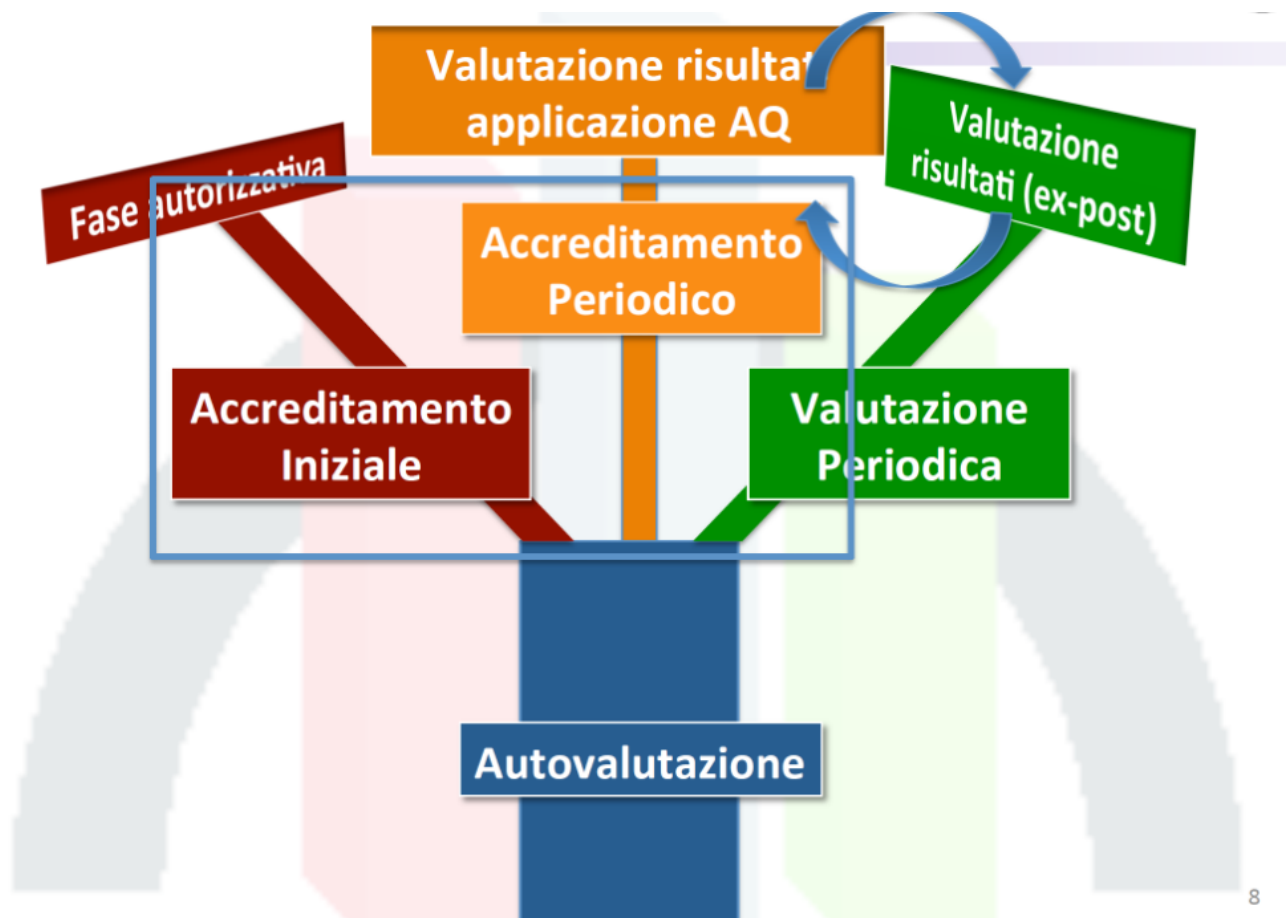 Valutazione risultati
applicazione AQ
Valutazione
risultati (ex-post)
Fase autorizzativa
Accreditamento
Periodico
Accreditamento
Iniziale
Valutazione
Periodica
Autovalutazione
8